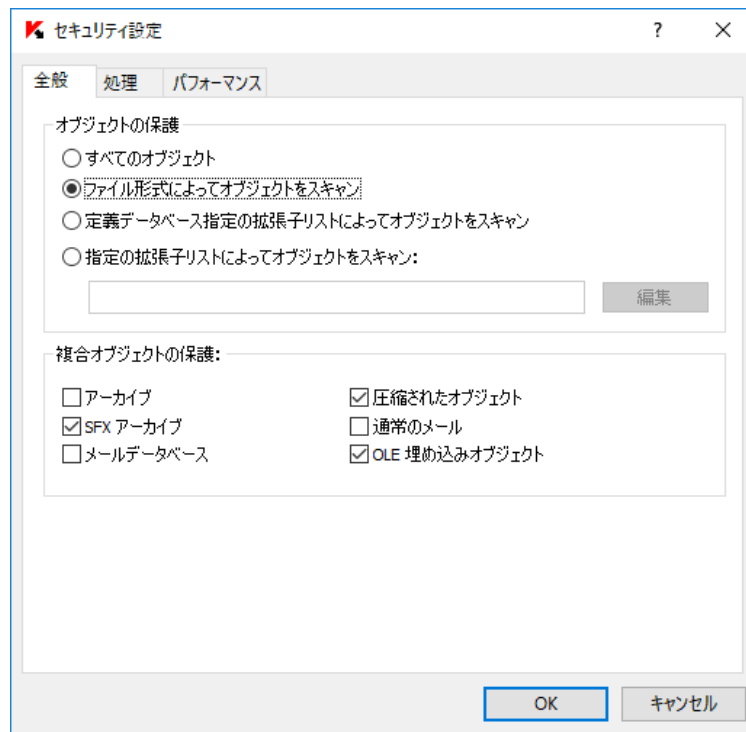 セキュリティ設定
全般 処理 パフォーマンス
オブジェクトの保護
すべてのオブジェクト
ファイル形式によってオブジェクトをスキャン
定義データベース指定の拡張子リストによってオブジェクトをスキャン
指定の拡張子リストによってオブジェクトをスキャン:
編集
複合オブジェクトの保護:
アーカイブ 圧縮されたオブジェクト
SFX アーカイブ 通常のメール
メールデータベース OLE 埋め込みオブジェクト
OK キャンセル